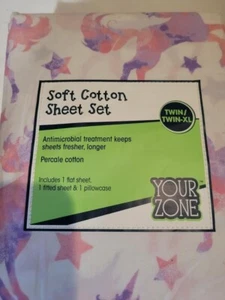 Soft Cotton
Sheet Set
TWIN/
TWIN-XL
Antimicrobial treatment keeps
sheets fresher, longer
Percale cotton
Includes 1 flat sheet,
1 fitted sheet & 1 pillowcase
YOUR
ZONE